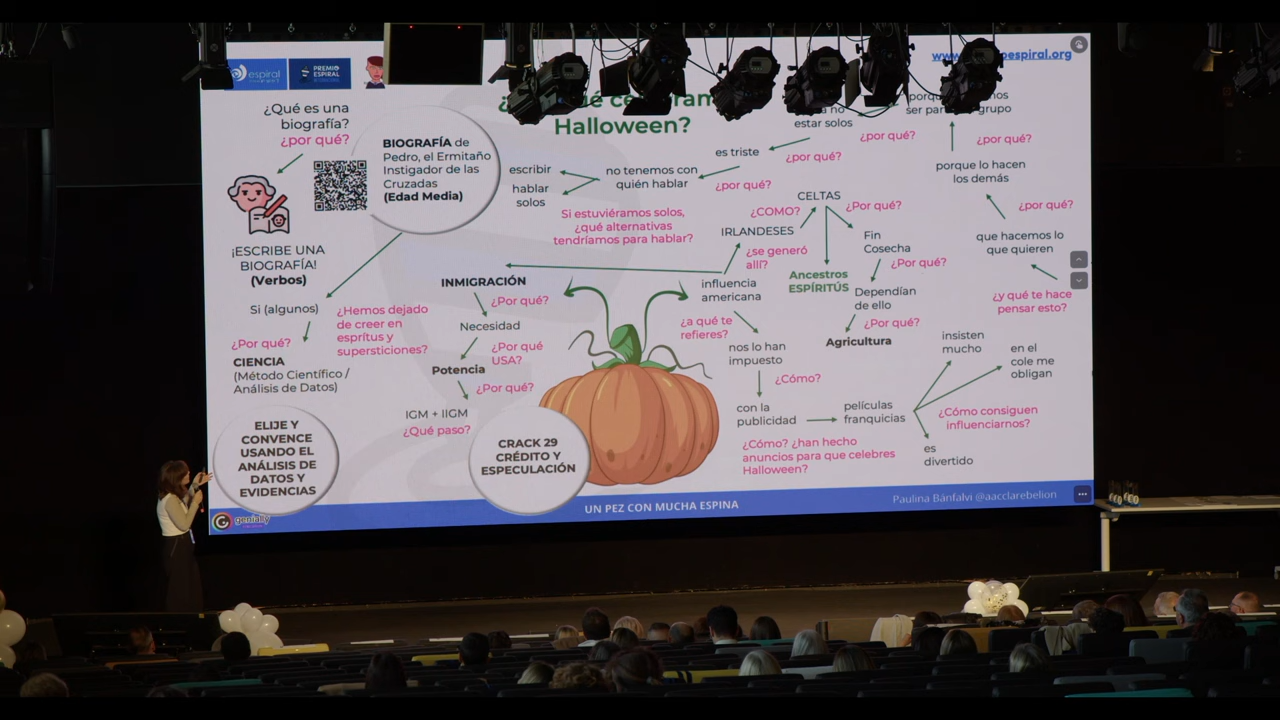 espiral
PREMIO
ESPIRAL
espiral.org
Halloween?
¿Qué es una
biografía?
¿por qué?
BIOGRAFÍA de
Pedro, el Ermitaño
Instigador de las
Cruzadas
(Edad Media)
¡ESCRIBE UNA
BIOGRAFÍA!
(Verbos)
Si (algunos)
¿Por qué?
¿Hemos dejado
de creer en
esprítus y
supersticiones?
CIENCIA
(Método Científico /
Análisis de Datos)
ELIJE Y
CONVENCE
USANDO EL
ANÁLISIS DE
DATOS Y
EVIDENCIAS
escribir
hablar
solos
no tenemos con
quién hablar
¿por qué?
es triste
¿por qué?
estar solos
¿por qué?
grupo
¿por qué?
porque lo hacen
los demás
¿por qué?
que hacemos lo
que quieren
¿y qué te hace
pensar esto?
Si estuviéramos solos,
¿qué alternativas
tendríamos para hablar?
CELTAS
¿COMO?
¿Por qué?
IRLANDESES
¿se generó
allí?
Fin
Cosecha
¿Por qué?
Ancestros
ESPÍRITÚS
Dependían
de ello
¿Por qué?
Agricultura
influencia
americana
¿a qué te
refieres?
nos lo han
impuesto
¿Cómo?
con la
publicidad
películas
franquicias
insisten
mucho
en el
cole me
obligan
¿Cómo consiguen
influenciarnos?
es
divertido
¿Cómo? ¿han hecho
anuncios para que celebres
Halloween?
INMIGRACIÓN
¿Por qué?
Necesidad
¿Por qué
USA?
Potencia
¿Por qué?
IGM + IIGM
¿Qué paso?
CRACK 29
CRÉDITO Y
ESPECULACIÓN
genially
UN PEZ CON MUCHA ESPINA
Paulina Bánfalvi @aacclarebelion